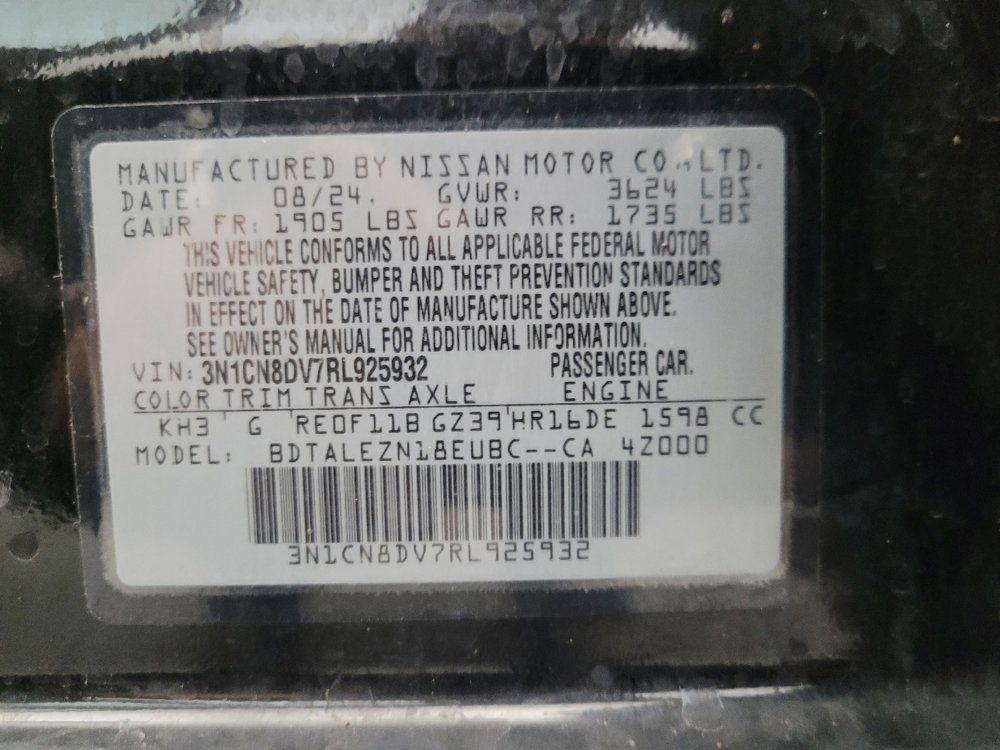 MANUFACTURED BY NISSAN MOTOR CO., LTD.
DATE: 08/24. GVWR: 3624 LBS
GAWR FR: 1905 LBS GAWR RR: 1735 LBS
THIS VEHICLE CONFORMS TO ALL APPLICABLE FEDERAL MOTOR
VEHICLE SAFETY, BUMPER AND THEFT PREVENTION STANDARDS
IN EFFECT ON THE DATE OF MANUFACTURE SHOWN ABOVE.
SEE OWNER'S MANUAL FOR ADDITIONAL INFORMATION.
VIN: 3N1CN8DV7RL925932 PASSENGER CAR.
COLOR TRIM TRANS AXLE ENGINE
KH3 G RE0F11B GZ39 HR16DE 1598 CC
MODEL: BDTALEZN18EUBC--CA 4Z000
3N1CN8DV7RL925932